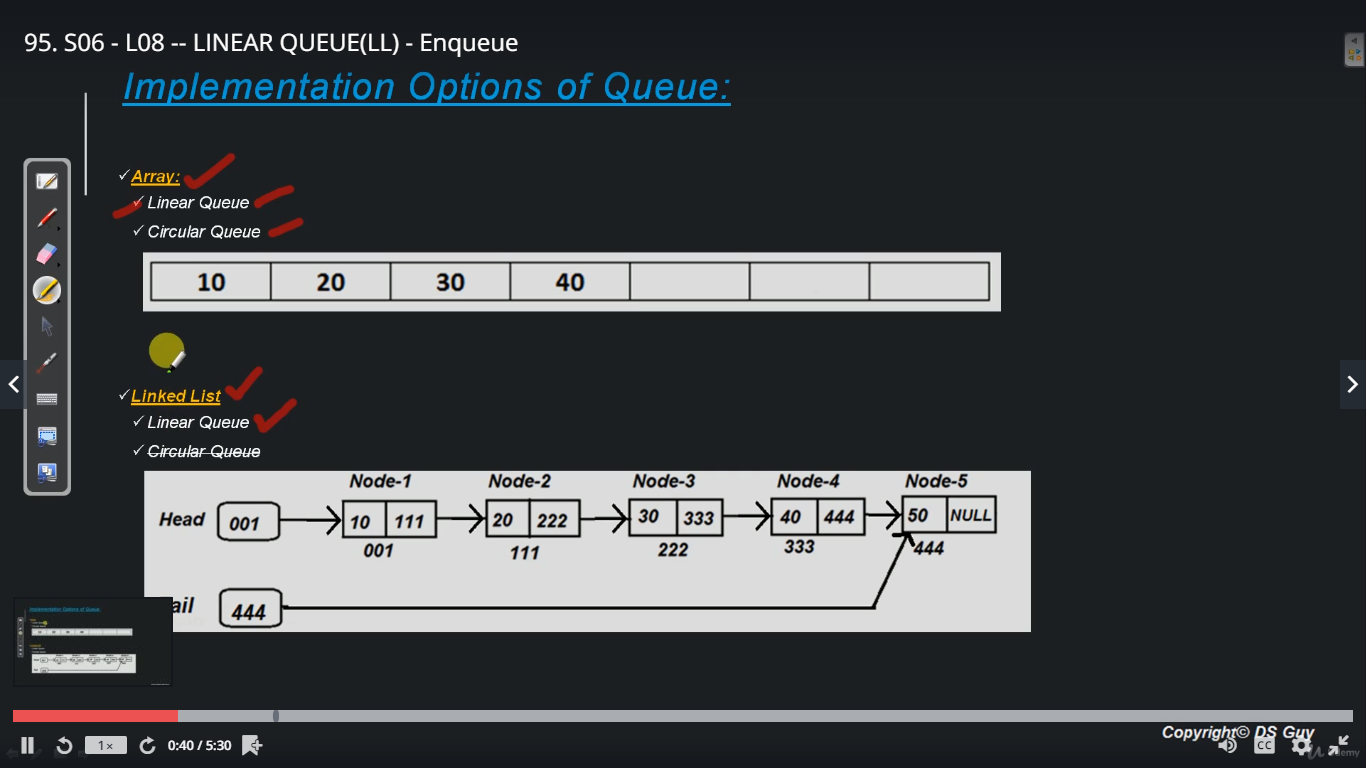 95. S06 - L08 -- LINEAR QUEUE(LL) - Enqueue
Implementation Options of Queue:
Array:
Linear Queue
Circular Queue
10 20 30 40
Linked List
Linear Queue
Circular Queue
Node-1 Node-2 Node-3 Node-4 Node-5
Head 001 10 111 20 222 30 333 40 444 50 NULL
001 111 222 333 444
ail 444
Copyright© DS Guy
1× 0:40 / 5:30 CC